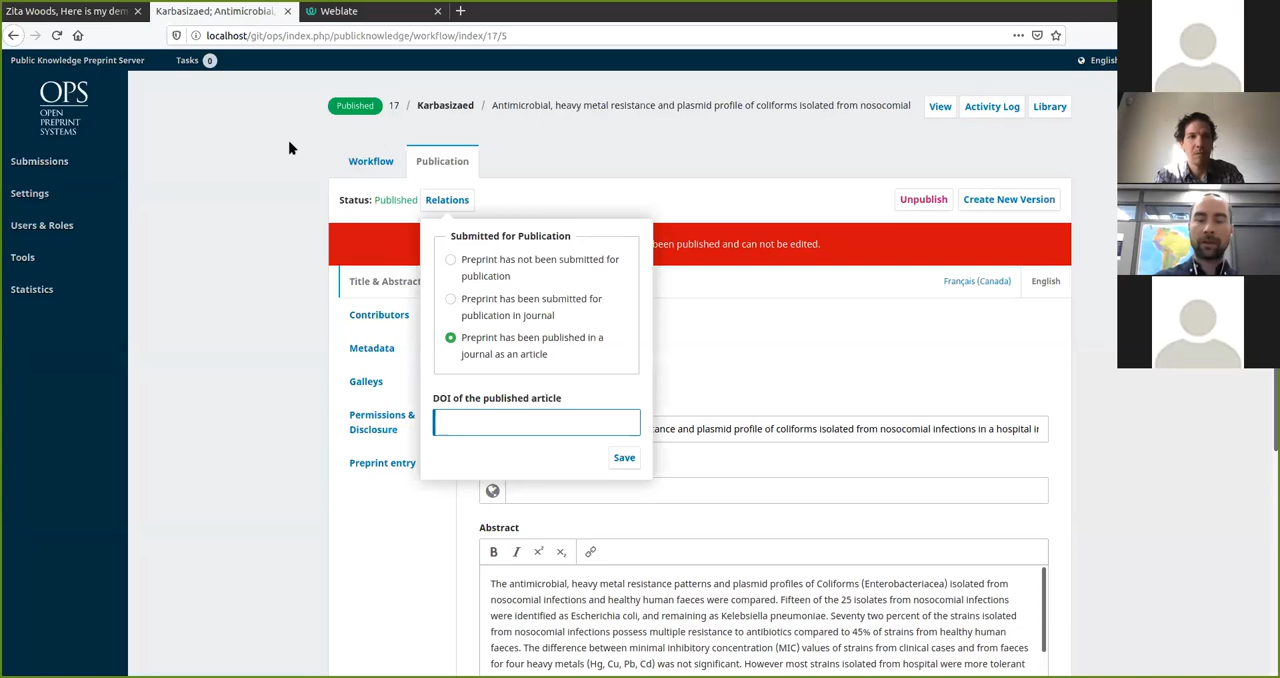 Zita Woods, Here is my dem
Karbasizaed; Antimicrobial,
Weblate
localhost/git/ops/index.php/publicknowledge/workflow/index/17/5
Public Knowledge Preprint Server
Tasks 0
English
OPS
OPEN
PREPRINT
SYSTEMS
Submissions
Settings
Users & Roles
Tools
Statistics
Published 17 / Karbasizaed / Antimicrobial, heavy metal resistance and plasmid profile of coliforms isolated from nosocomial
View
Activity Log
Library
Workflow
Publication
Status: Published
Relations
Unpublish
Create New Version
been published and can not be edited.
Submitted for Publication
Preprint has not been submitted for
publication
Preprint has been submitted for
publication in journal
Preprint has been published in a
journal as an article
DOI of the published article
Save
Title & Abstract
Contributors
Metadata
Galleys
Permissions &
Disclosure
Preprint entry
Français (Canada)
English
tance and plasmid profile of coliforms isolated from nosocomial infections in a hospital in
Abstract
B I x² x₂
The antimicrobial, heavy metal resistance patterns and plasmid profiles of Coliforms (Enterobacteriacea) isolated from
nosocomial infections and healthy human faeces were compared. Fifteen of the 25 isolates from nosocomial infections
were identified as Escherichia coli, and remaining as Kelebsiella pneumoniae. Seventy two percent of the strains isolated
from nosocomial infections possess multiple resistance to antibiotics compared to 45% of strains from healthy human
faeces. The difference between minimal inhibitory concentration (MIC) values of strains from clinical cases and from faeces
for four heavy metals (Hg, Cu, Pb, Cd) was not significant. However most strains isolated from hospital were more tolerant